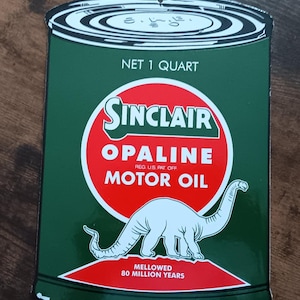 NET 1 QUART
SINCLAIR
OPALINE
REG. U.S. PAT. OFF.
MOTOR OIL
MELLOWED
80 MILLION YEARS